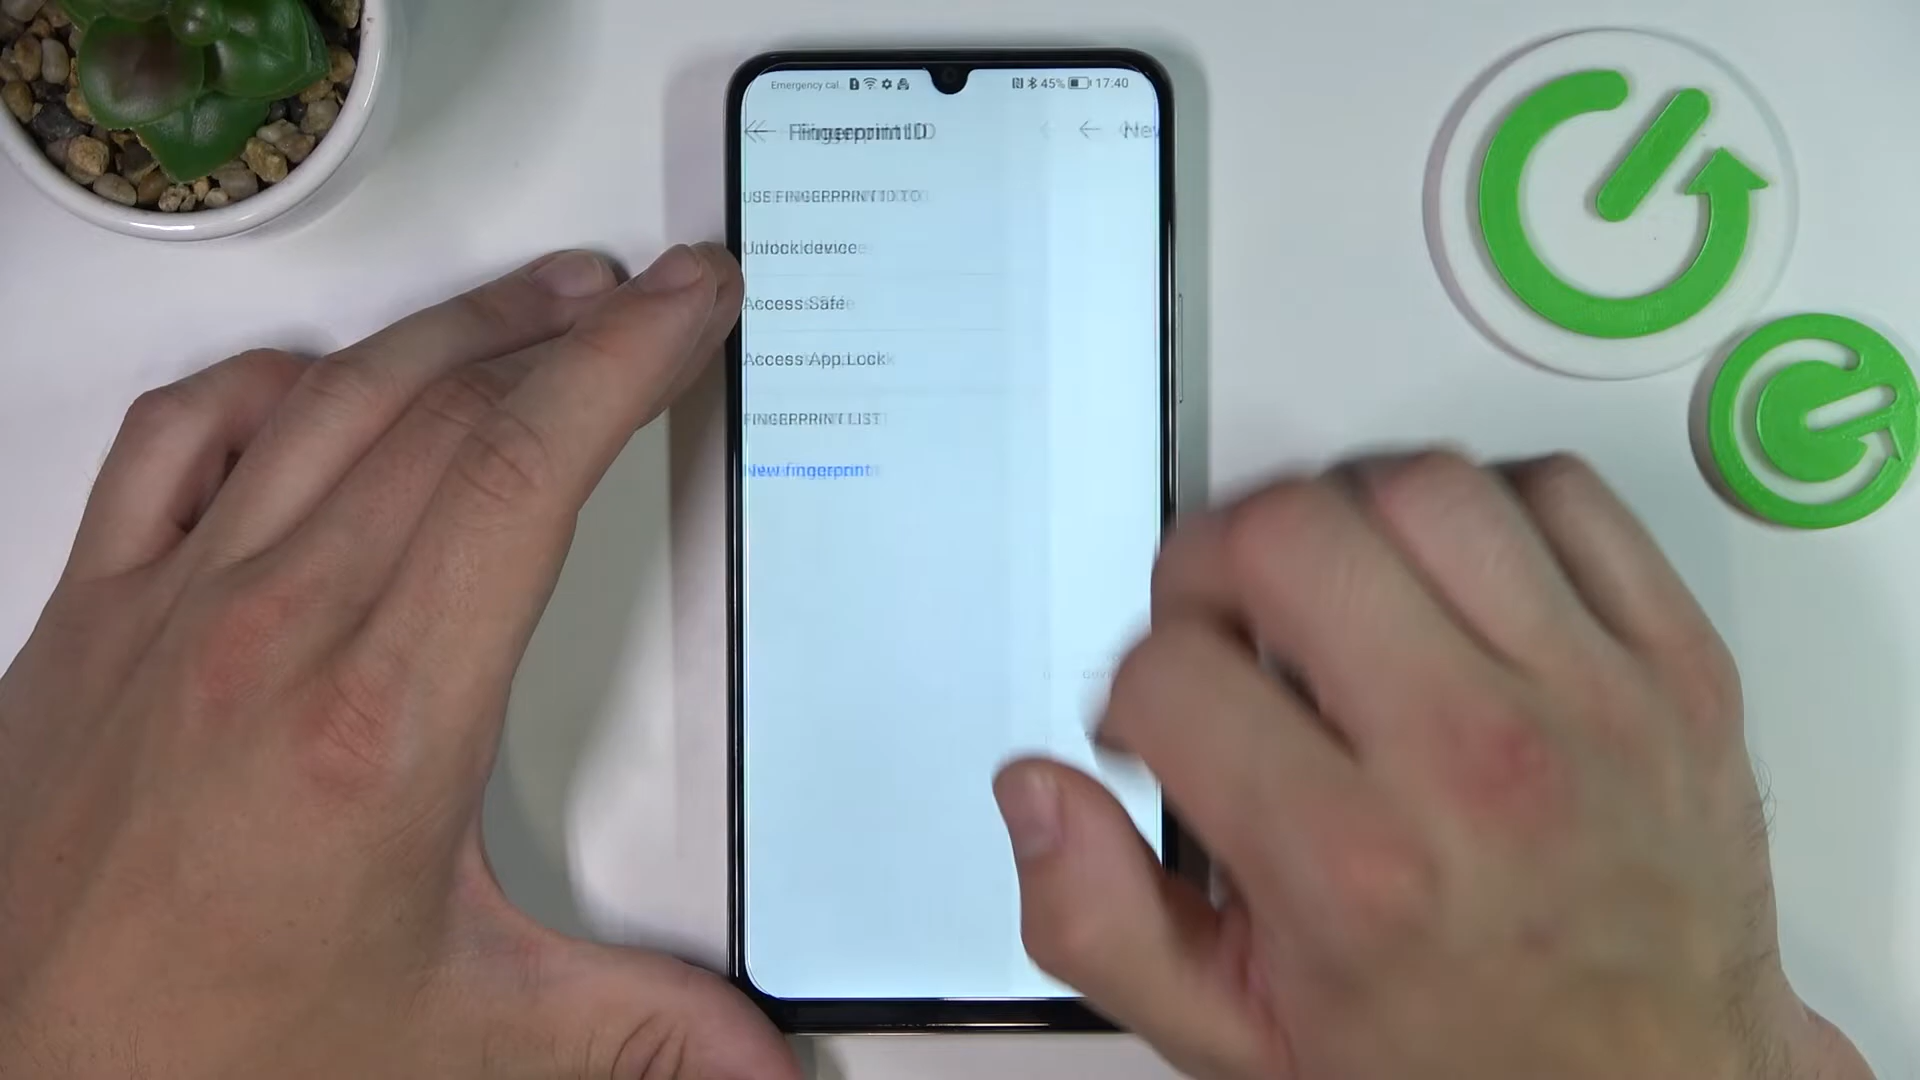 Emergency cal... 45% 17:40
Fingerprint ID
New
USE FINGERPRINT ID TO
Unlock device
Access Safe
Access App Lock
FINGERPRINT LIST
New fingerprint